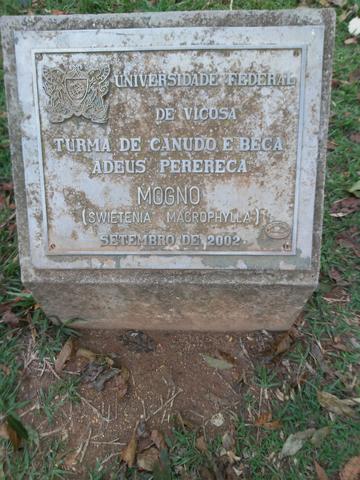 UNIVERSIDADE FEDERAL
DE VIÇOSA
TURMA DE CANUDO E BECA
ADEUS PERERECA
MOGNO
(SWIETENIA MACROPHYLLA)
SETEMBRO DE 2002